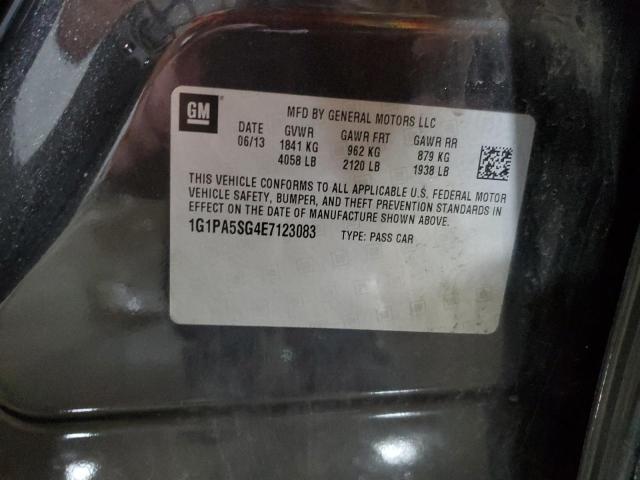 GM
MFD BY GENERAL MOTORS LLC
DATE GVWR GAWR FRT GAWR RR
06/13 1841 KG 962 KG 879 KG
4058 LB 2120 LB 1938 LB
THIS VEHICLE CONFORMS TO ALL APPLICABLE U.S. FEDERAL MOTOR
VEHICLE SAFETY, BUMPER, AND THEFT PREVENTION STANDARDS IN
EFFECT ON THE DATE OF MANUFACTURE SHOWN ABOVE.
1G1PA5SG4E7123083 TYPE: PASS CAR